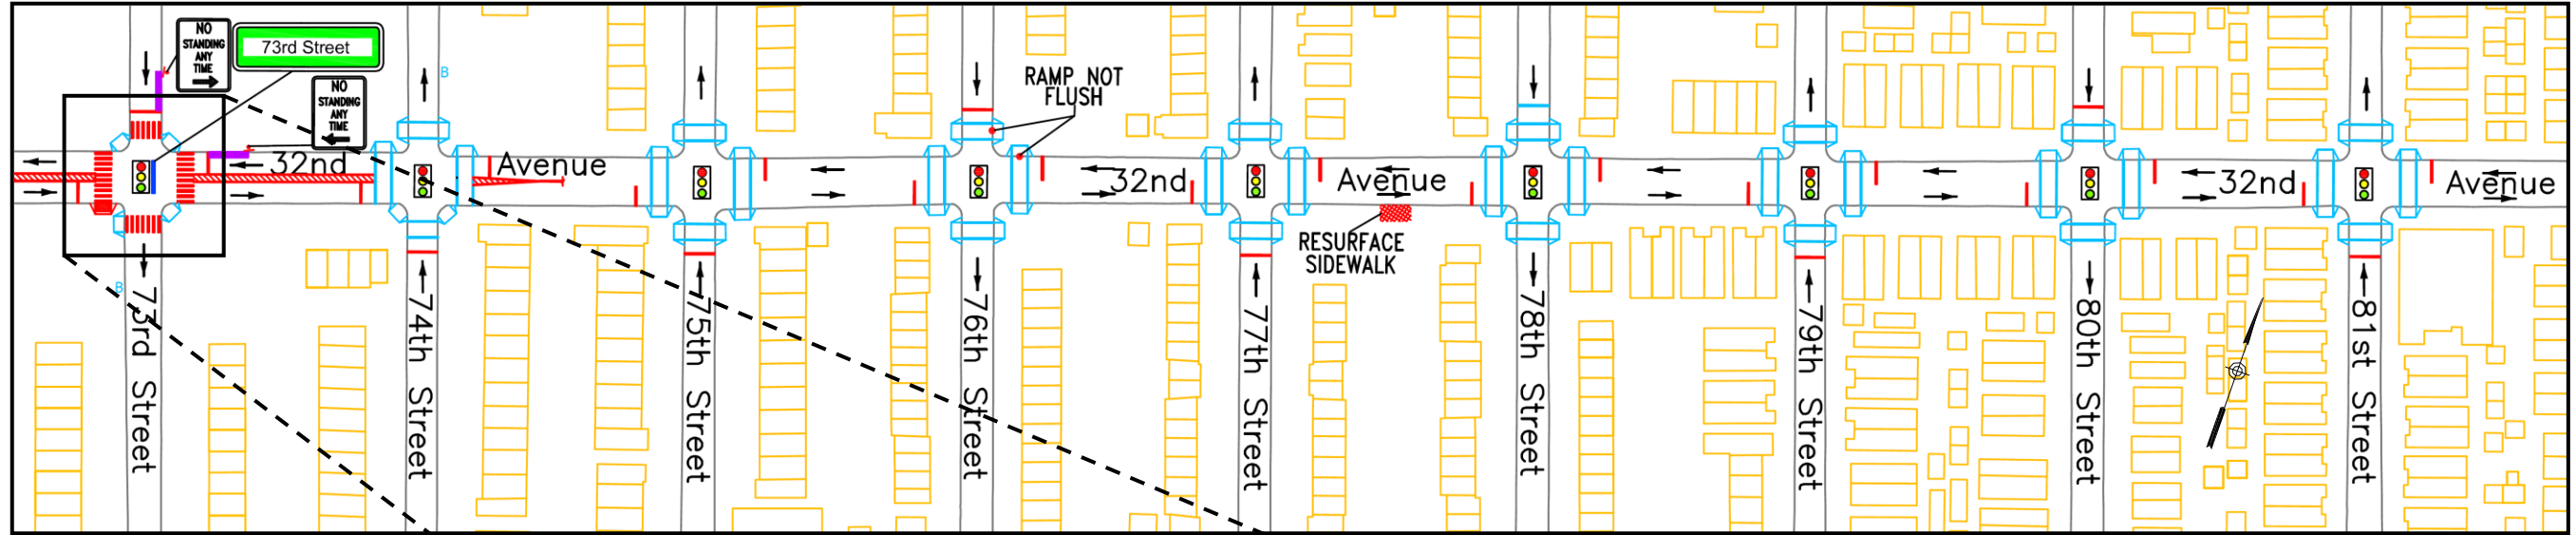 NO
STANDING
ANY
TIME
73rd Street
NO
STANDING
ANY
TIME
B
RAMP NOT
FLUSH
32nd
Avenue
32nd
Avenue
32nd
Avenue
RESURFACE
SIDEWALK
B
73rd Street
74th Street
75th Street
76th Street
77th Street
78th Street
79th Street
80th Street
81st Street